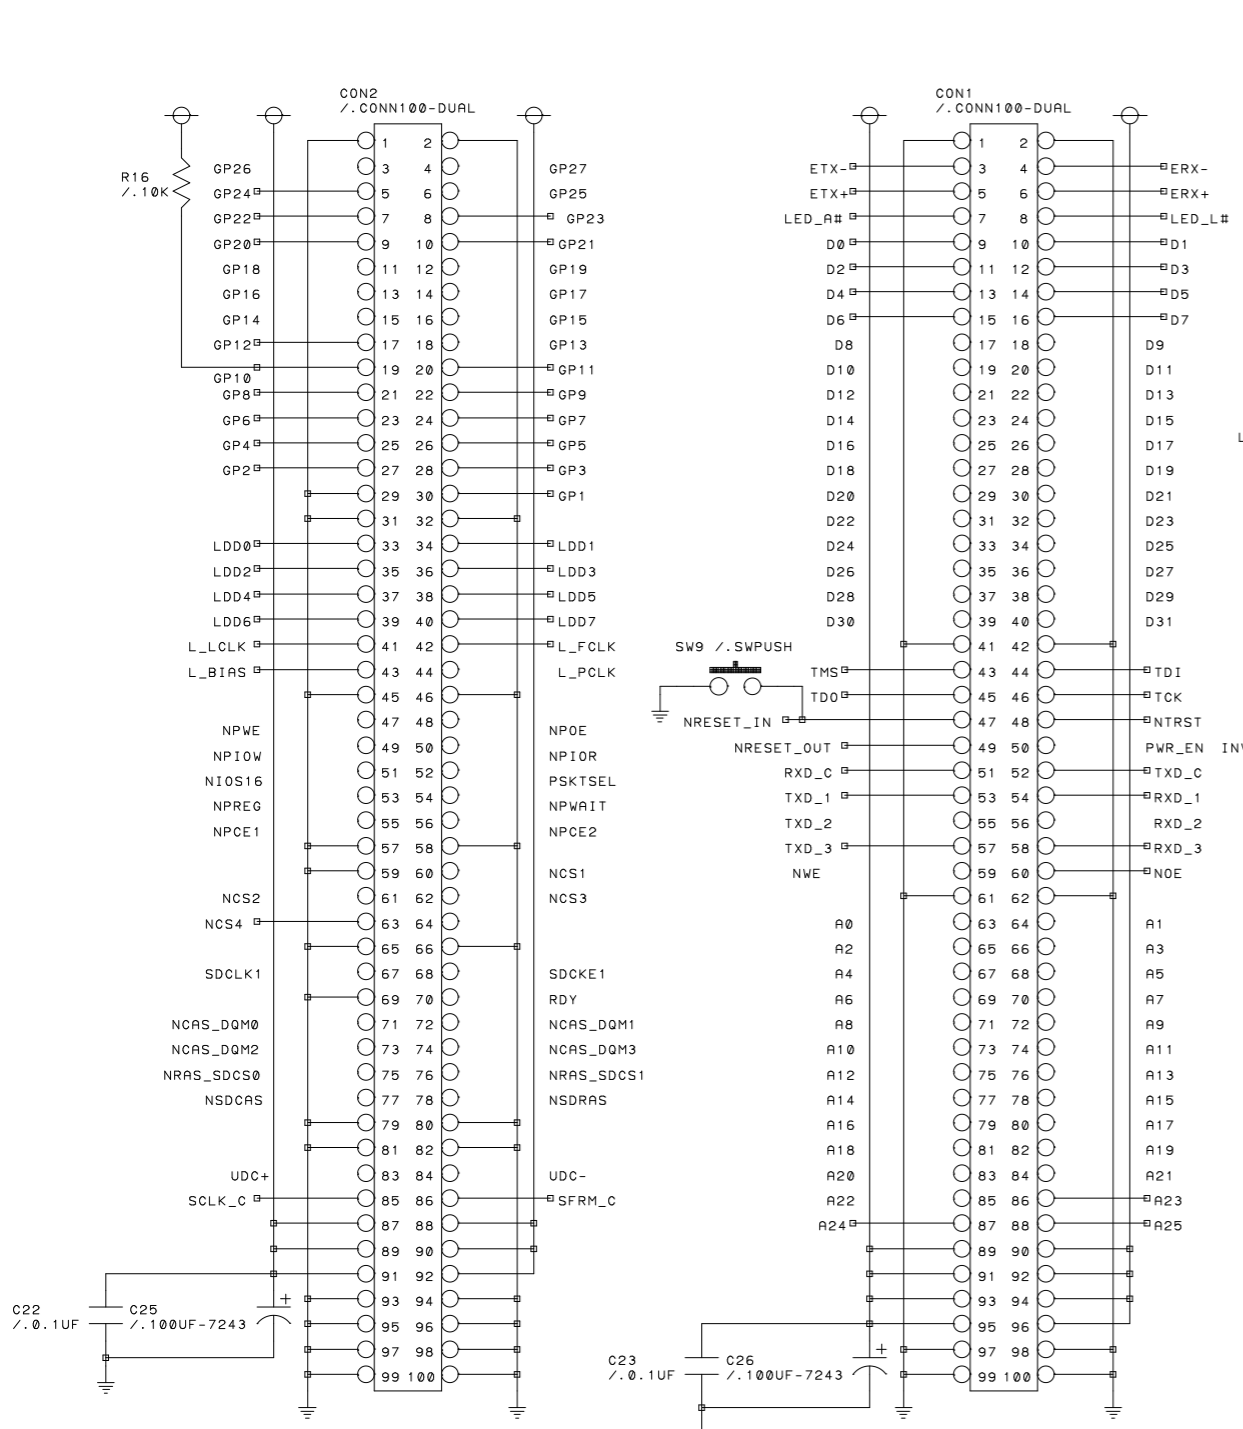 CON2
/.CONN100-DUAL
CON1
/.CONN100-DUAL
1 2
1 2
GP26 3 4 GP27
ETX- 3 4 ERX-
R16
/.10K
GP24 5 6 GP25
ETX+ 5 6 ERX+
GP22 7 8 GP23
LED_A# 7 8 LED_L#
GP20 9 10 GP21
D0 9 10 D1
GP18 11 12 GP19
D2 11 12 D3
GP16 13 14 GP17
D4 13 14 D5
GP14 15 16 GP15
D6 15 16 D7
GP12 17 18 GP13
D8 17 18 D9
GP10 19 20 GP11
D10 19 20 D11
GP8 21 22 GP9
D12 21 22 D13
GP6 23 24 GP7
D14 23 24 D15
GP4 25 26 GP5
D16 25 26 D17
GP2 27 28 GP3
D18 27 28 D19
29 30 GP1
D20 29 30 D21
31 32
D22 31 32 D23
LDD0 33 34 LDD1
D24 33 34 D25
LDD2 35 36 LDD3
D26 35 36 D27
LDD4 37 38 LDD5
D28 37 38 D29
LDD6 39 40 LDD7
D30 39 40 D31
L_LCLK 41 42 L_FCLK
SW9 /.SWPUSH
41 42
L_BIAS 43 44 L_PCLK
TMS 43 44 TDI
45 46
TDO 45 46 TCK
NPWE 47 48 NPOE
NRESET_IN 47 48 NTRST
NPIOW 49 50 NPIOR
NRESET_OUT 49 50 PWR_EN
NIOS16 51 52 PSKTSEL
RXD_C 51 52 TXD_C
NPREG 53 54 NPWAIT
TXD_1 53 54 RXD_1
NPCE1 55 56 NPCE2
TXD_2 55 56 RXD_2
57 58
TXD_3 57 58 RXD_3
59 60 NCS1
NWE 59 60 NOE
NCS2 61 62 NCS3
61 62
NCS4 63 64
A0 63 64 A1
65 66
A2 65 66 A3
SDCLK1 67 68 SDCKE1
A4 67 68 A5
69 70 RDY
A6 69 70 A7
NCAS_DQM0 71 72 NCAS_DQM1
A8 71 72 A9
NCAS_DQM2 73 74 NCAS_DQM3
A10 73 74 A11
NRAS_SDCS0 75 76 NRAS_SDCS1
A12 75 76 A13
NSDCAS 77 78 NSDRAS
A14 77 78 A15
79 80
A16 79 80 A17
81 82
A18 81 82 A19
UDC+ 83 84 UDC-
A20 83 84 A21
SCLK_C 85 86 SFRM_C
A22 85 86 A23
87 88
A24 87 88 A25
89 90
89 90
91 92
91 92
93 94
93 94
C22
/.0.1UF
C25
/.100UF-7243
+
95 96
95 96
97 98
97 98
99 100
99 100
C23
/.0.1UF
C26
/.100UF-7243
+